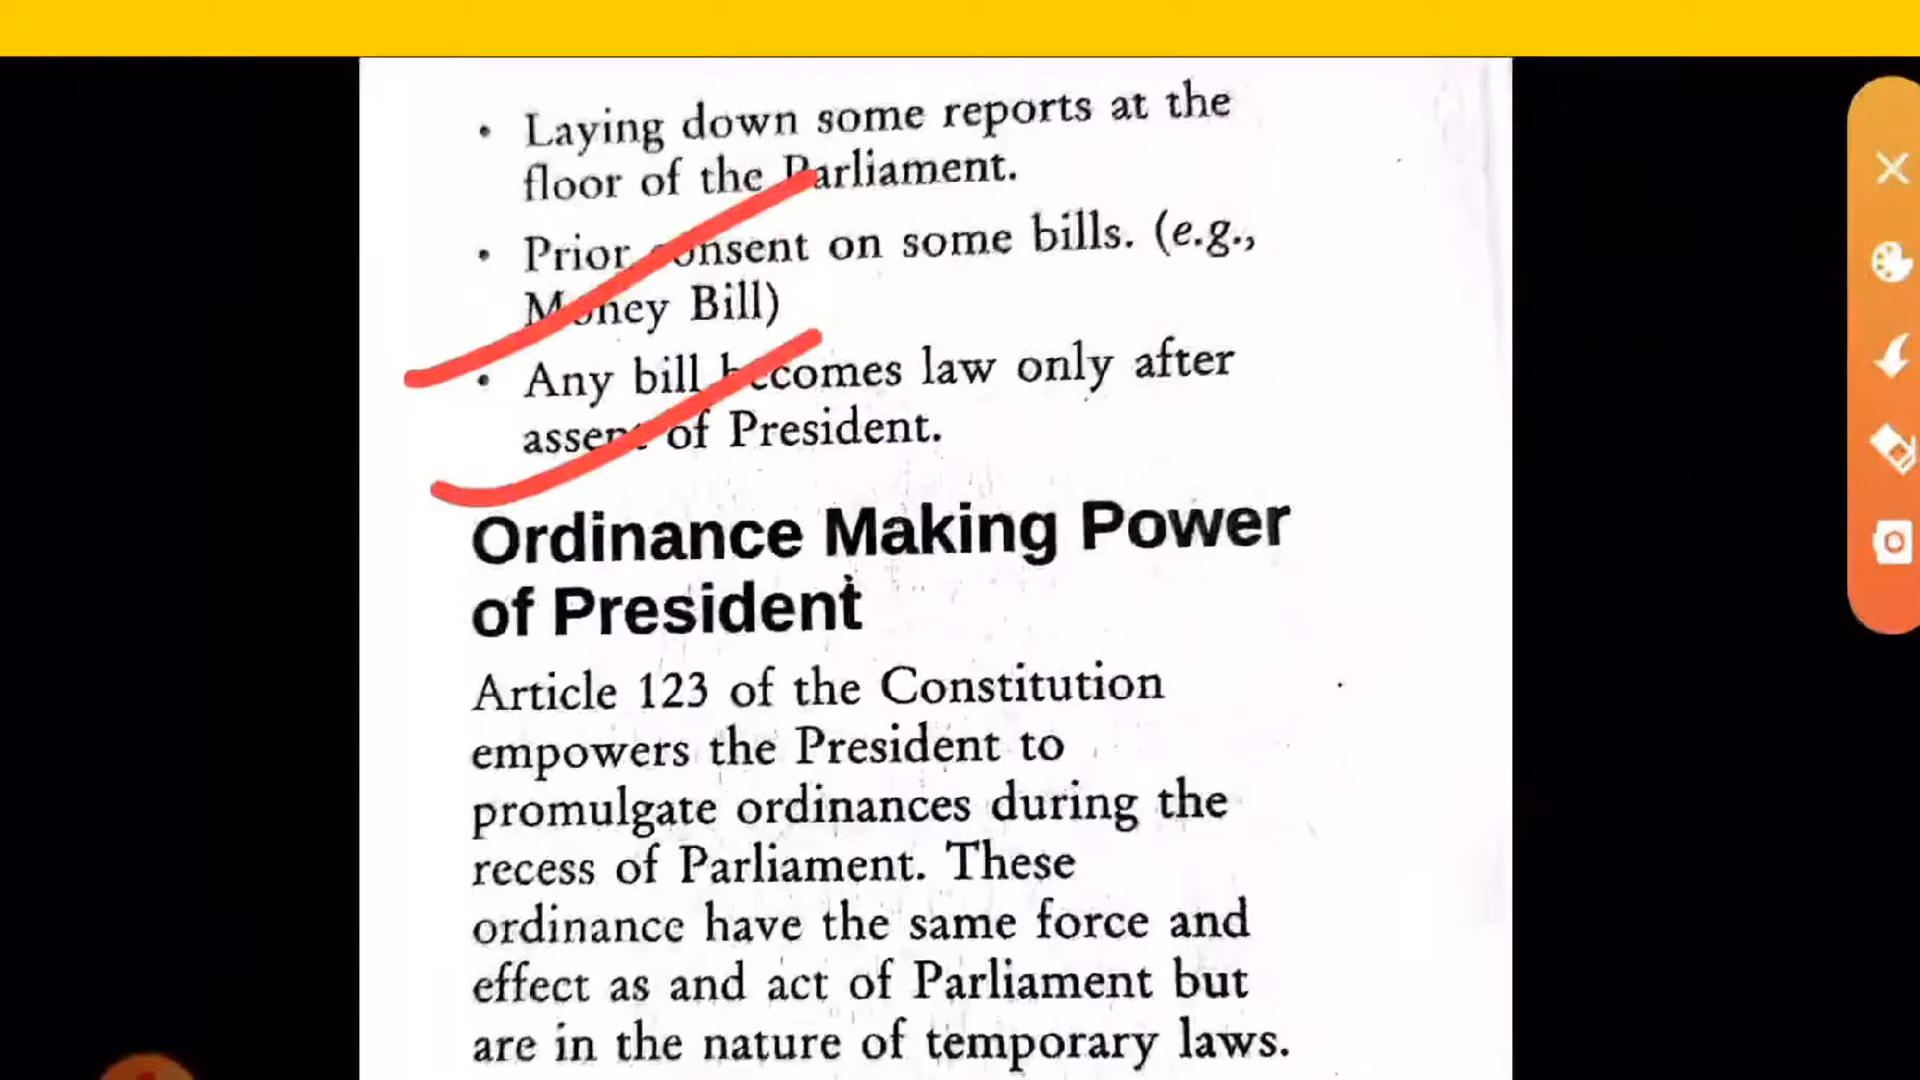 • Laying down some reports at the
floor of the Parliament.
• Prior consent on some bills. (e.g.,
Money Bill)
• Any bill becomes law only after
assent of President.
Ordinance Making Power
of President
Article 123 of the Constitution
empowers the President to
promulgate ordinances during the
recess of Parliament. These
ordinance have the same force and
effect as and act of Parliament but
are in the nature of temporary laws.